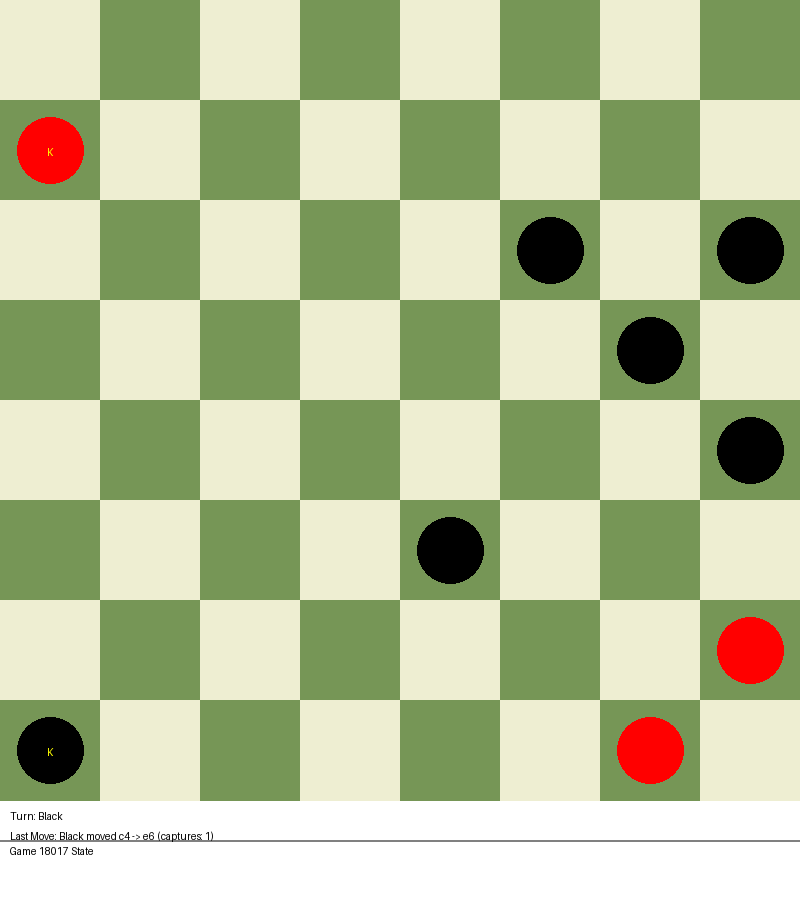 K
K
Turn: Black
Last Move: Black moved c4 -> e6 (captures: 1)
Game 18017 State